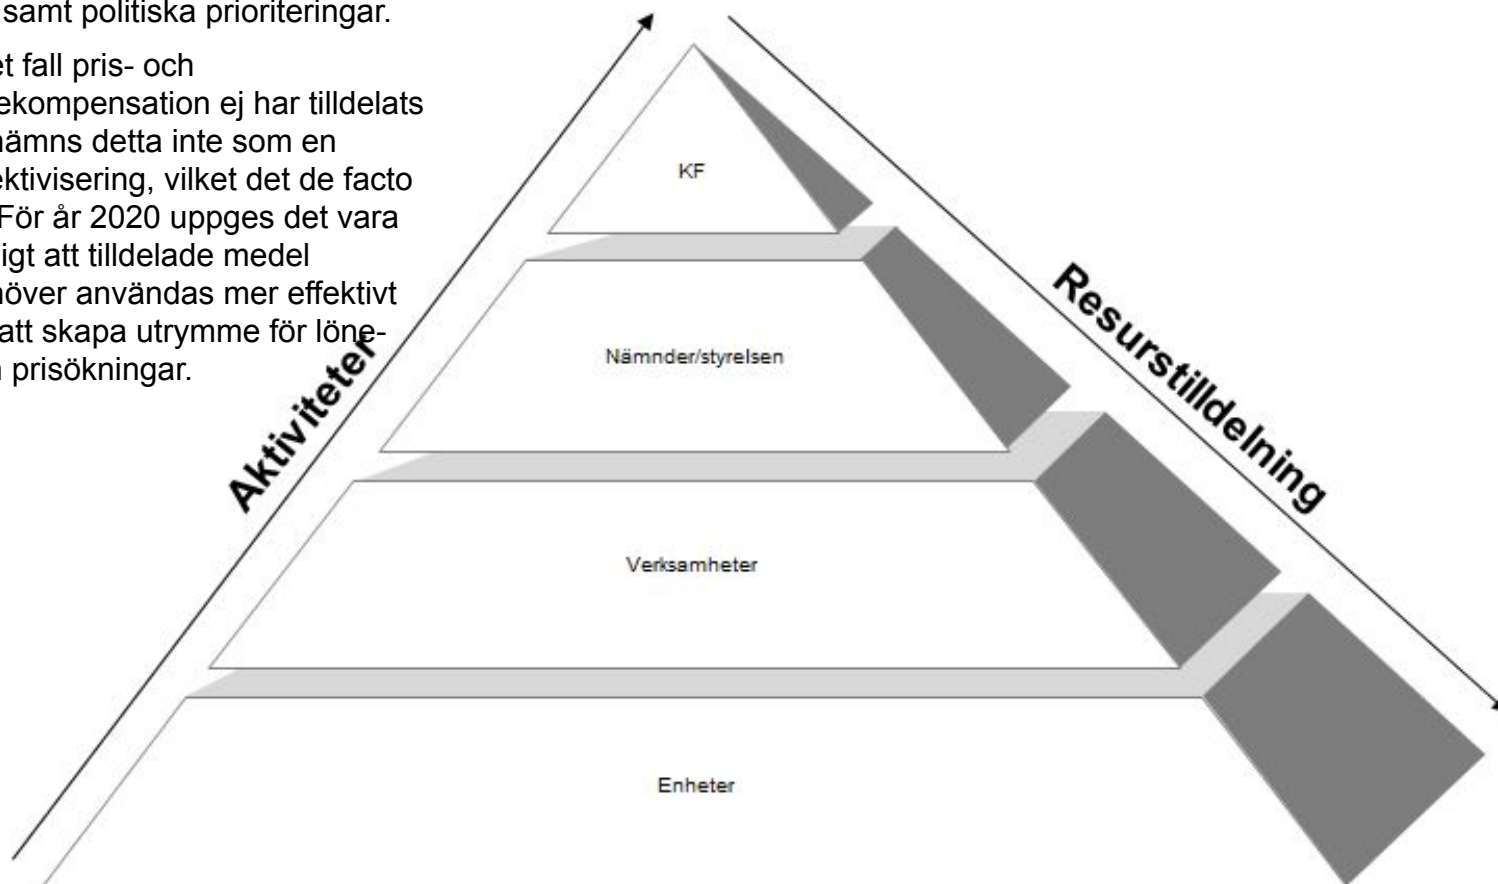 samt politiska prioriteringar.
et fall pris- och
ekompensation ej har tilldelats
nämns detta inte som en
ektivisering, vilket det de facto
För år 2020 uppges det vara
igt att tilldelade medel
növer användas mer effektivt
att skapa utrymme för löne-
n prisökningar.
KF
Nämnder/styrelsen
Verksamheter
Enheter
Aktiviteter
Resurstilldelning